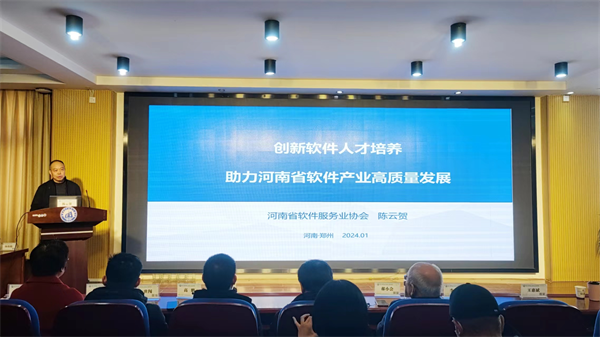 创新软件人才培养
助力河南省软件产业高质量发展
河南省软件服务业协会 陈云贺
河南·郑州 2024.01